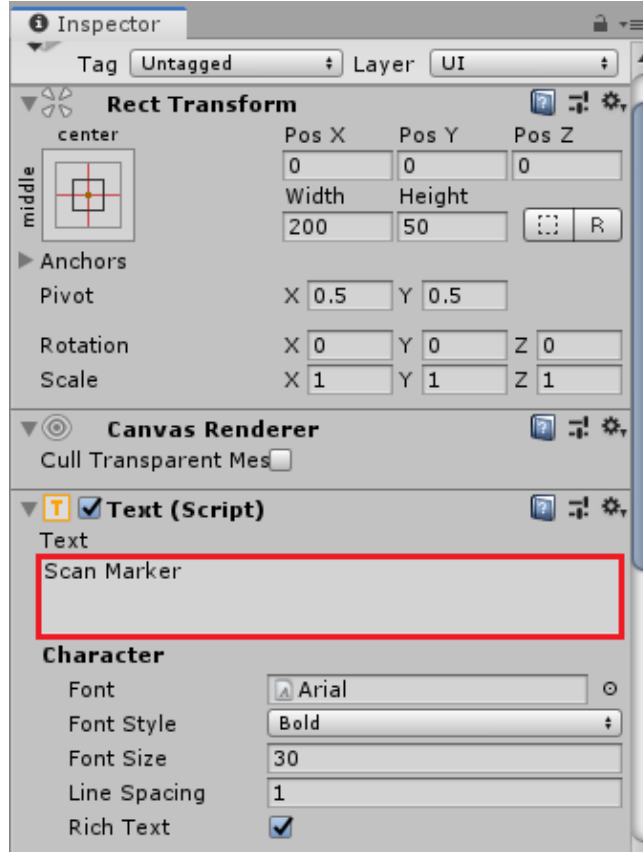 Inspector
Tag Untagged Layer UI
Rect Transform
center Pos X Pos Y Pos Z
middle 0 0 0
Width Height
200 50 R
Anchors
Pivot X 0.5 Y 0.5
Rotation X 0 Y 0 Z 0
Scale X 1 Y 1 Z 1
Canvas Renderer
Cull Transparent Mes
T Text (Script)
Text
Scan Marker
Character
Font Arial
Font Style Bold
Font Size 30
Line Spacing 1
Rich Text